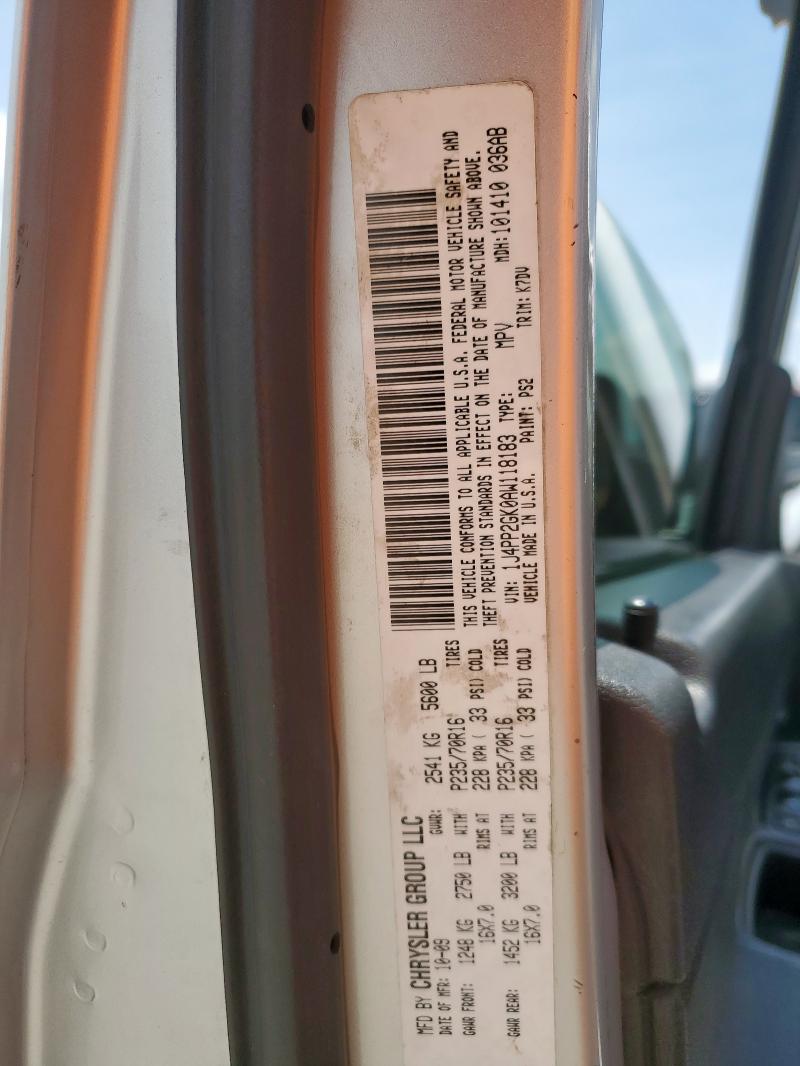 MFD BY CHRYSLER GROUP LLC
DATE OF MFR: 10-09 GVWR: 2541 KG 5600 LB
GAWR FRONT: 1248 KG 2750 LB WITH P235/70R16 TIRES
16X7.0 RIMS AT 228 KPA ( 33 PSI) COLD
GAWR REAR: 1452 KG 3200 LB WITH P235/70R16 TIRES
16X7.0 RIMS AT 228 KPA ( 33 PSI) COLD
THIS VEHICLE CONFORMS TO ALL APPLICABLE U.S.A. FEDERAL MOTOR VEHICLE SAFETY AND
THEFT PREVENTION STANDARDS IN EFFECT ON THE DATE OF MANUFACTURE SHOWN ABOVE.
VIN: 1J4PP2GK0AW118183 TYPE: MPV MDH: 101410 036AB
VEHICLE MADE IN U.S.A. PAINT: PS2 TRIM: K7DV